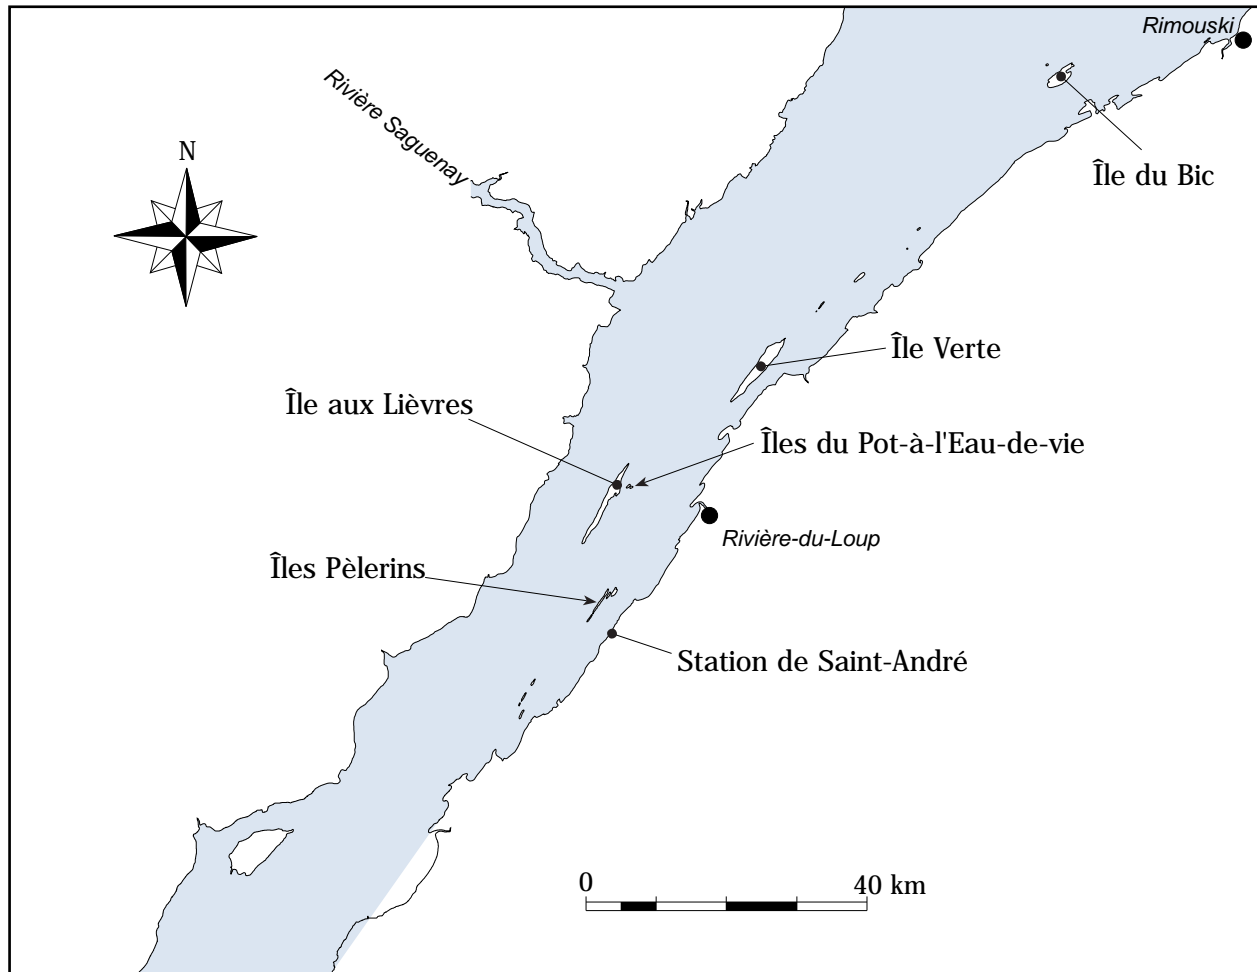 Rimouski
Rivière Saguenay
N
Île du Bic
Île Verte
Île aux Lièvres
Îles du Pot-à-l'Eau-de-vie
Rivière-du-Loup
Îles Pèlerins
Station de Saint-André
0 40 km